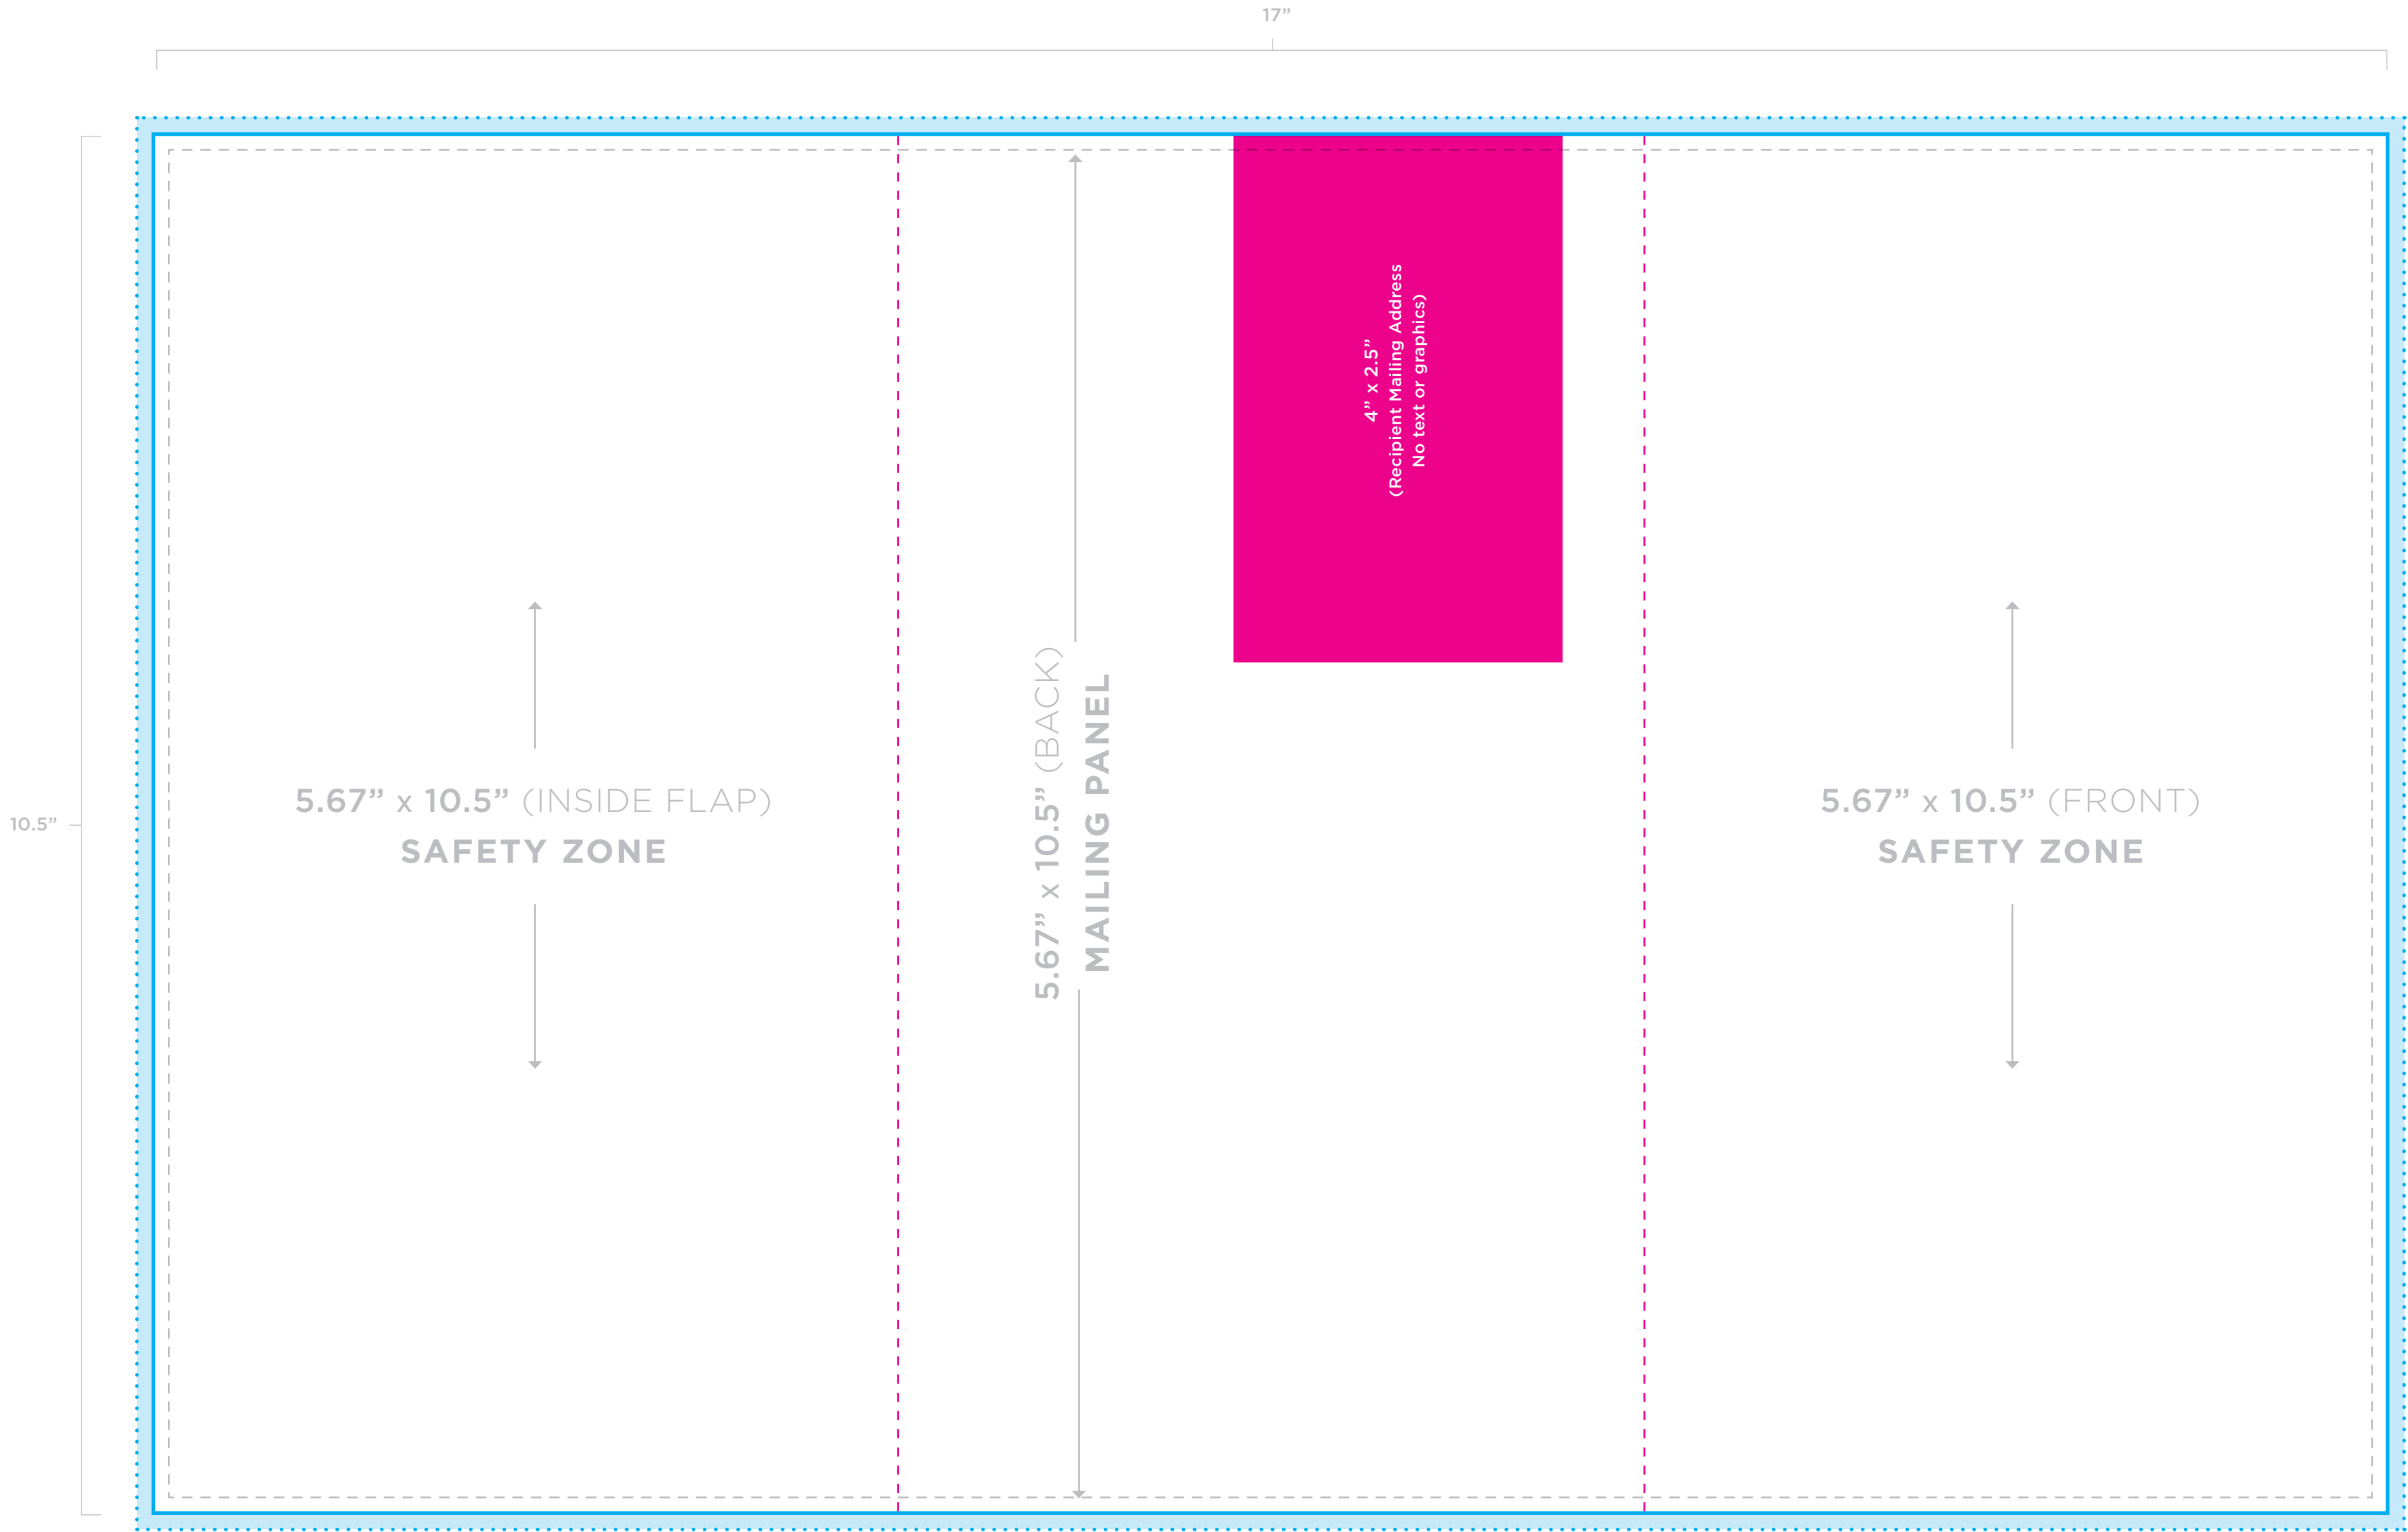 17”
10.5”
5.67” x 10.5” (INSIDE FLAP)
SAFETY ZONE
5.67” x 10.5” (BACK)
MAILING PANEL
4” x 2.5”
(Recipient Mailing Address
No text or graphics)
5.67” x 10.5” (FRONT)
SAFETY ZONE